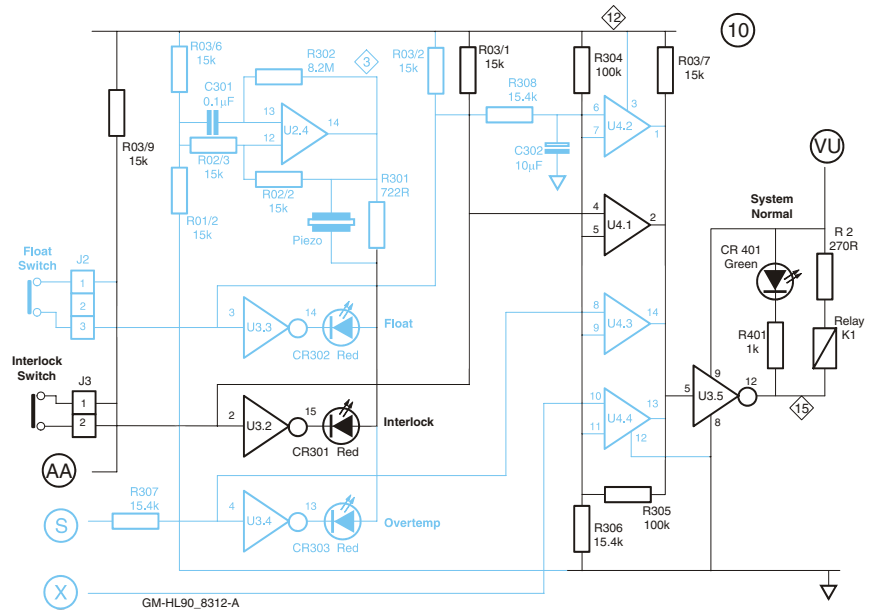 12
10
R03/6
15k
R302
8.2M
3
R03/2
15k
R03/1
15k
R304
100k
R03/7
15k
C301
0.1µF
R308
15.4k
13
14
U2.4
12
6
7
U4.2
3
1
R03/9
15k
R02/3
15k
C302
10µF
VU
R02/2
15k
R301
722R
R01/2
15k
Piezo
4
5
U4.1
2
System
Normal
R 2
270R
CR 401
Green
Float
Switch
J2
1
2
3
3
U3.3
14
Float
CR302 Red
8
9
U4.3
14
R401
1k
Relay
K1
Interlock
Switch
J3
1
2
2
U3.2
15
Interlock
CR301 Red
10
11
U4.4
13
12
5
U3.5
9
12
8
15
AA
S
R307
15.4k
4
U3.4
13
Overtemp
CR303 Red
R306
15.4k
R305
100k
X
GM-HL90_8312-A